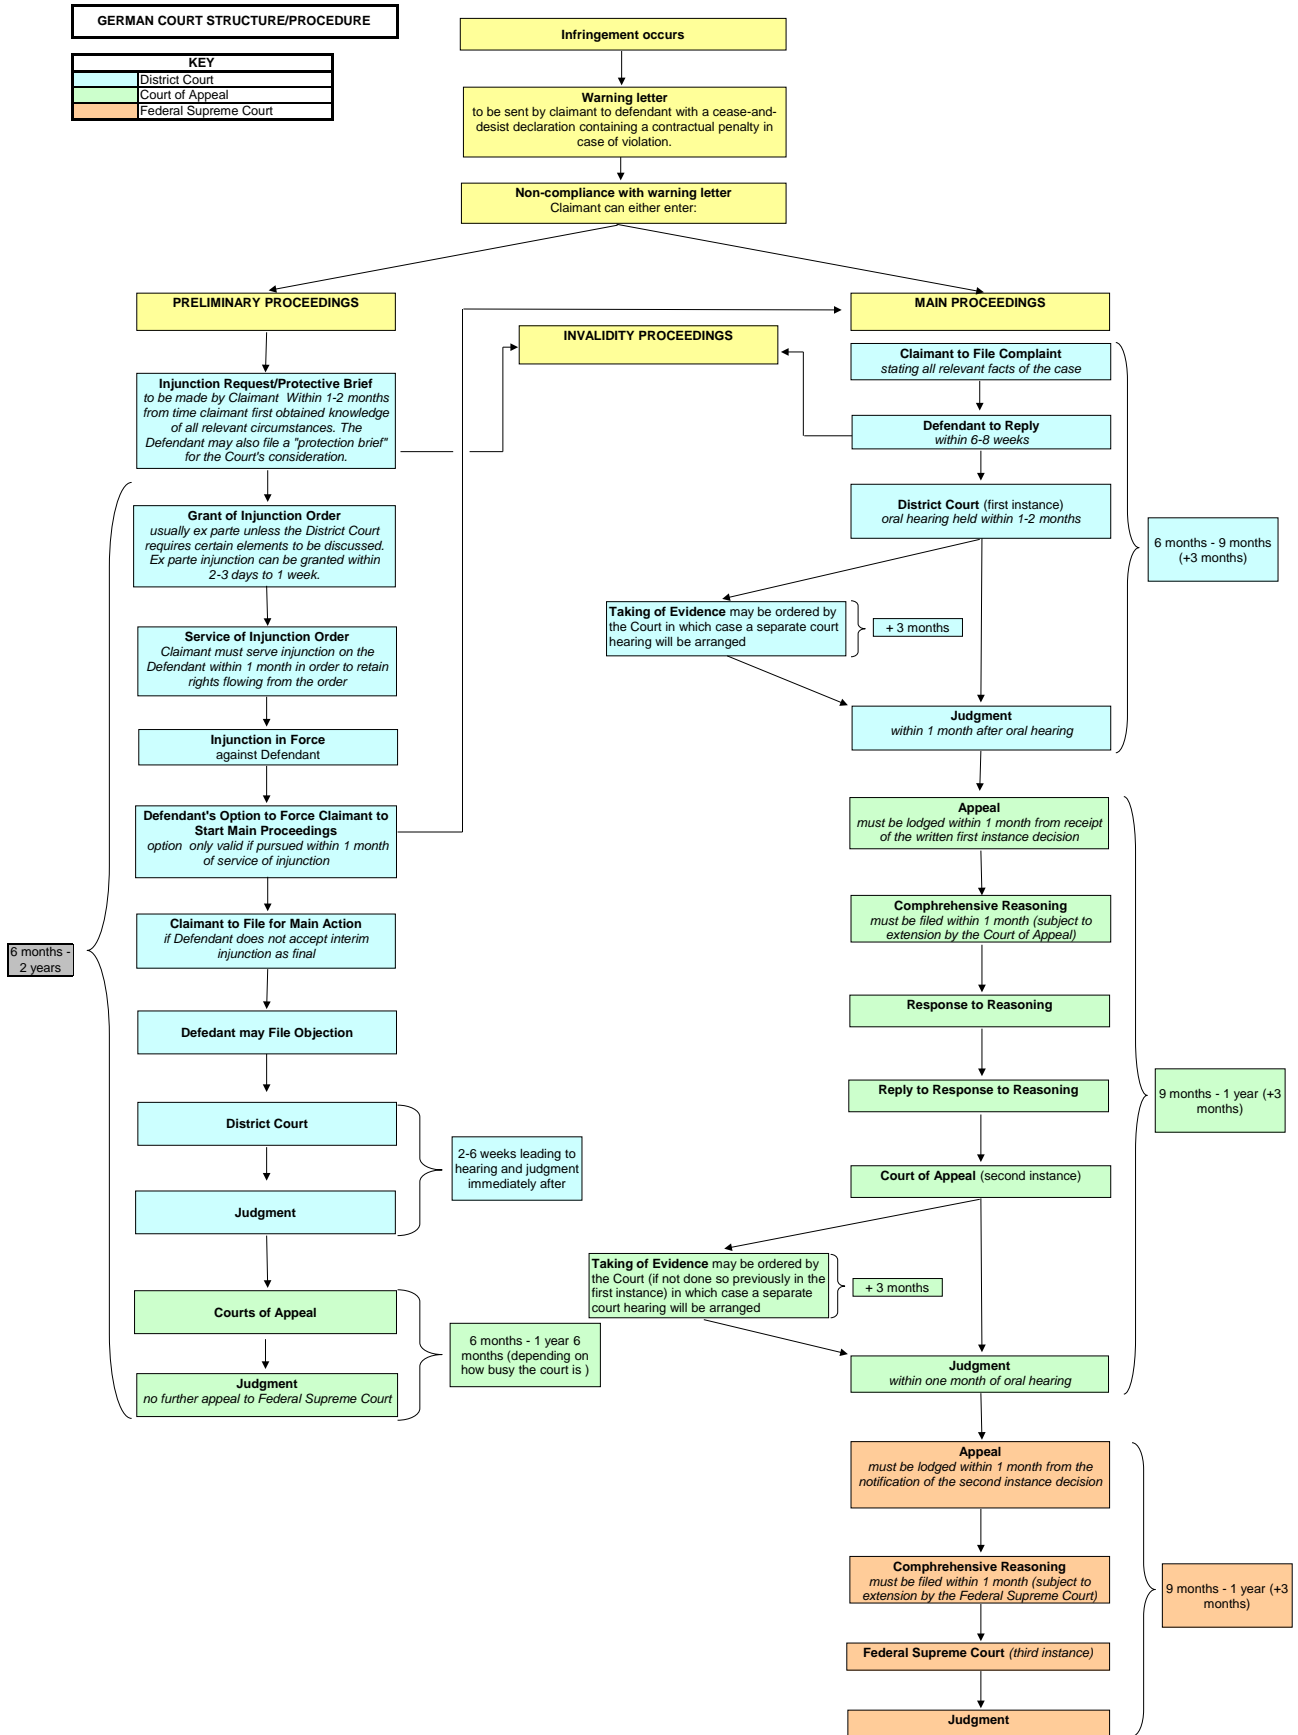 GERMAN COURT STRUCTURE/PROCEDURE
KEY
District Court
Court of Appeal
Federal Supreme Court
Infringement occurs
Warning letter
to be sent by claimant to defendant with a cease-and-
desist declaration containing a contractual penalty in
case of violation.
Non-compliance with warning letter
Claimant can either enter:
PRELIMINARY PROCEEDINGS
MAIN PROCEEDINGS
INVALIDITY PROCEEDINGS
Injunction Request/Protective Brief
to be made by Claimant  Within 1-2 months
from time claimant first obtained knowledge
of all relevant circumstances. The
Defendant may also file a "protection brief"
for the Court's consideration.
Grant of Injunction Order
usually ex parte unless the District Court
requires certain elements to be discussed.
Ex parte injunction can be granted within
2-3 days to 1 week.
Service of Injunction Order
Claimant must serve injunction on the
Defendant within 1 month in order to retain
rights flowing from the order
Injunction in Force
against Defendant
Defendant's Option to Force Claimant to
Start Main Proceedings
option  only valid if pursued within 1 month
of service of injunction
Claimant to File for Main Action
if Defendant does not accept interim
injunction as final
6 months -
2 years
Defedant may File Objection
District Court
Judgment
2-6 weeks leading to
hearing and judgment
immediately after
Courts of Appeal
Judgment
no further appeal to Federal Supreme Court
6 months - 1 year 6
months (depending on
how busy the court is )
Claimant to File Complaint
stating all relevant facts of the case
Defendant to Reply
within 6-8 weeks
District Court (first instance)
oral hearing held within 1-2 months
6 months - 9 months
(+3 months)
Taking of Evidence may be ordered by
the Court in which case a separate court
hearing will be arranged
+ 3 months
Judgment
within 1 month after oral hearing
Appeal
must be lodged within 1 month from receipt
of the written first instance decision
Comphrehensive Reasoning
must be filed within 1 month (subject to
extension by the Court of Appeal)
Response to Reasoning
Reply to Response to Reasoning
9 months - 1 year (+3
months)
Court of Appeal (second instance)
Taking of Evidence may be ordered by
the Court (if not done so previously in the
first instance) in which case a separate
court hearing will be arranged
+ 3 months
Judgment
within one month of oral hearing
Appeal
must be lodged within 1 month from the
notification of the second instance decision
Comphrehensive Reasoning
must be filed within 1 month (subject to
extension by the Federal Supreme Court)
9 months - 1 year (+3
months)
Federal Supreme Court (third instance)
Judgment